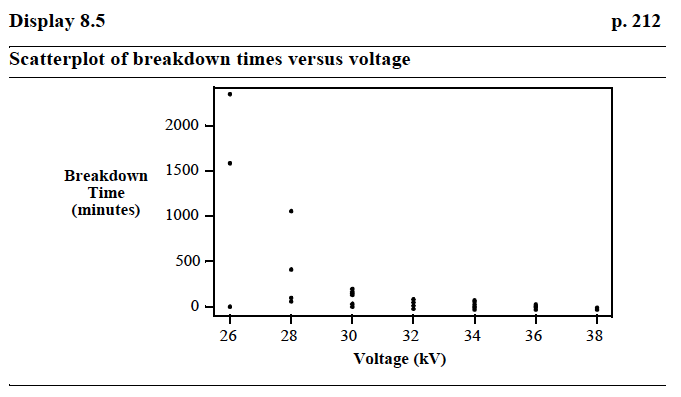 Display 8.5 p. 212
Scatterplot of breakdown times versus voltage
2000
1500
1000
500
0
Breakdown
Time
(minutes)
26 28 30 32 34 36 38
Voltage (kV)